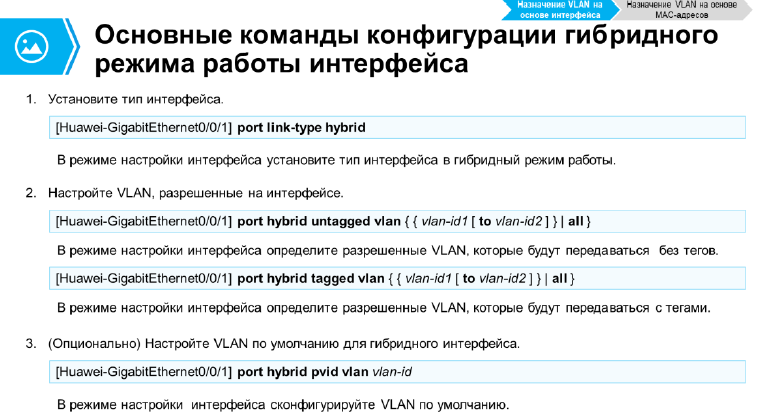 Назначение VLAN на
основе интерфейса
Назначение VLAN на основе
MAC-адресов
Основные команды конфигурации гибридного
режима работы интерфейса
1. Установите тип интерфейса.
[Huawei-GigabitEthernet0/0/1] port link-type hybrid
В режиме настройки интерфейса установите тип интерфейса в гибридный режим работы.
2. Настройте VLAN, разрешенные на интерфейсе.
[Huawei-GigabitEthernet0/0/1] port hybrid untagged vlan { { vlan-id1 [ to vlan-id2 ] } | all }
В режиме настройки интерфейса определите разрешенные VLAN, которые будут передаваться без тегов.
[Huawei-GigabitEthernet0/0/1] port hybrid tagged vlan { { vlan-id1 [ to vlan-id2 ] } | all }
В режиме настройки интерфейса определите разрешенные VLAN, которые будут передаваться с тегами.
3. (Опционально) Настройте VLAN по умолчанию для гибридного интерфейса.
[Huawei-GigabitEthernet0/0/1] port hybrid pvid vlan vlan-id
В режиме настройки интерфейса сконфигурируйте VLAN по умолчанию.